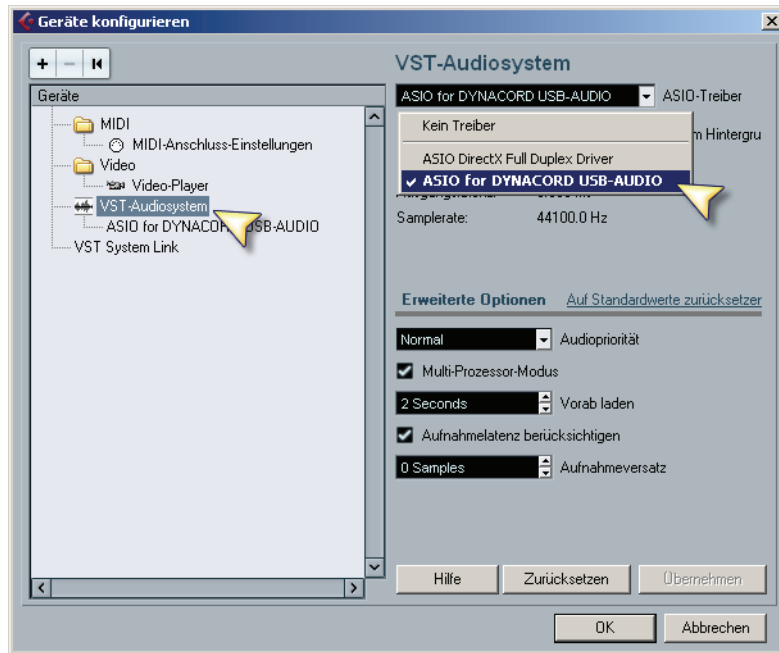 Geräte konfigurieren
Geräte
MIDI
MIDI-Anschluss-Einstellungen
Video
Video-Player
VST-Audiosystem
ASIO for DYNACORD USB-AUDIO
VST System Link
VST-Audiosystem
ASIO for DYNACORD USB-AUDIO ASIO-Treiber
Kein Treiber
m Hintergru
ASIO DirectX Full Duplex Driver
ASIO for DYNACORD USB-AUDIO
Samplerate: 44100.0 Hz
Erweiterte Optionen Auf Standardwerte zurücksetzer
Normal Audiopriorität
Multi-Prozessor-Modus
2 Seconds Vorab laden
Aufnahmelatenz berücksichtigen
0 Samples Aufnahmeversatz
Hilfe Zurücksetzen Übernehmen
OK Abbrechen